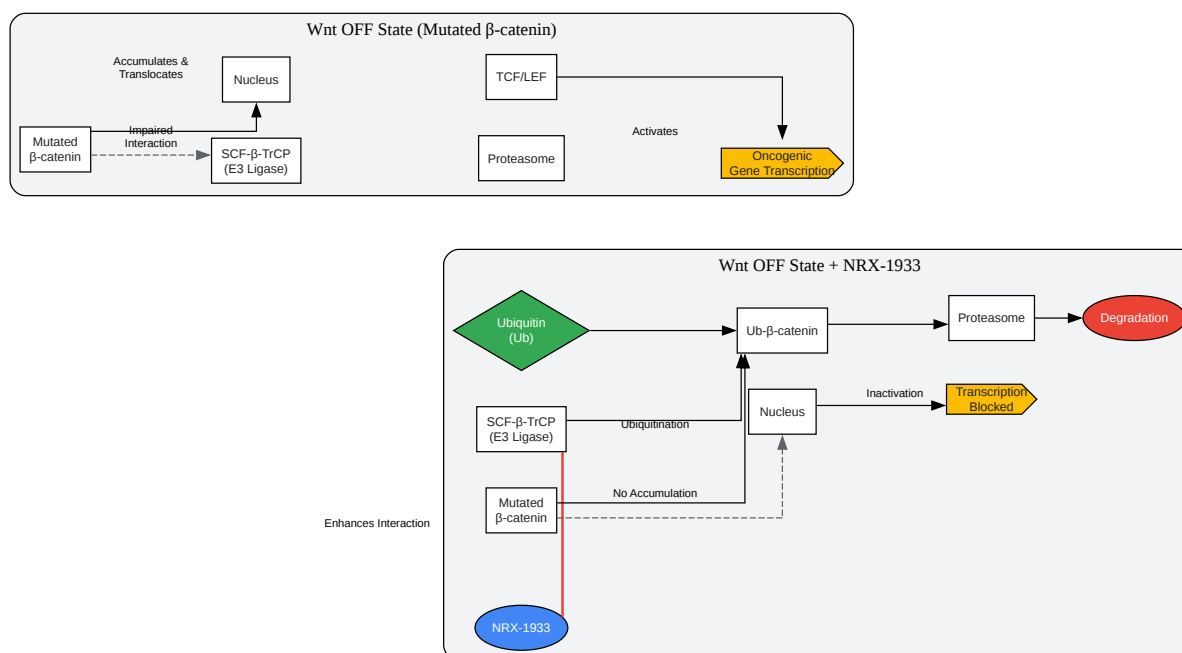 Wnt OFF State (Mutated β-catenin)
Accumulates &
Translocates
Nucleus
TCF/LEF
Mutated
β-catenin
Impaired
Interaction
SCF-β-TrCP
(E3 Ligase)
Proteasome
Activates
Oncogenic
Gene Transcription
Wnt OFF State + NRX-1933
Ubiquitin
(Ub)
Ub-β-catenin
Proteasome
Degradation
SCF-β-TrCP
(E3 Ligase)
Ubiquitination
Nucleus
Inactivation
Transcription
Blocked
Mutated
β-catenin
No Accumulation
Enhances Interaction
NRX-1933